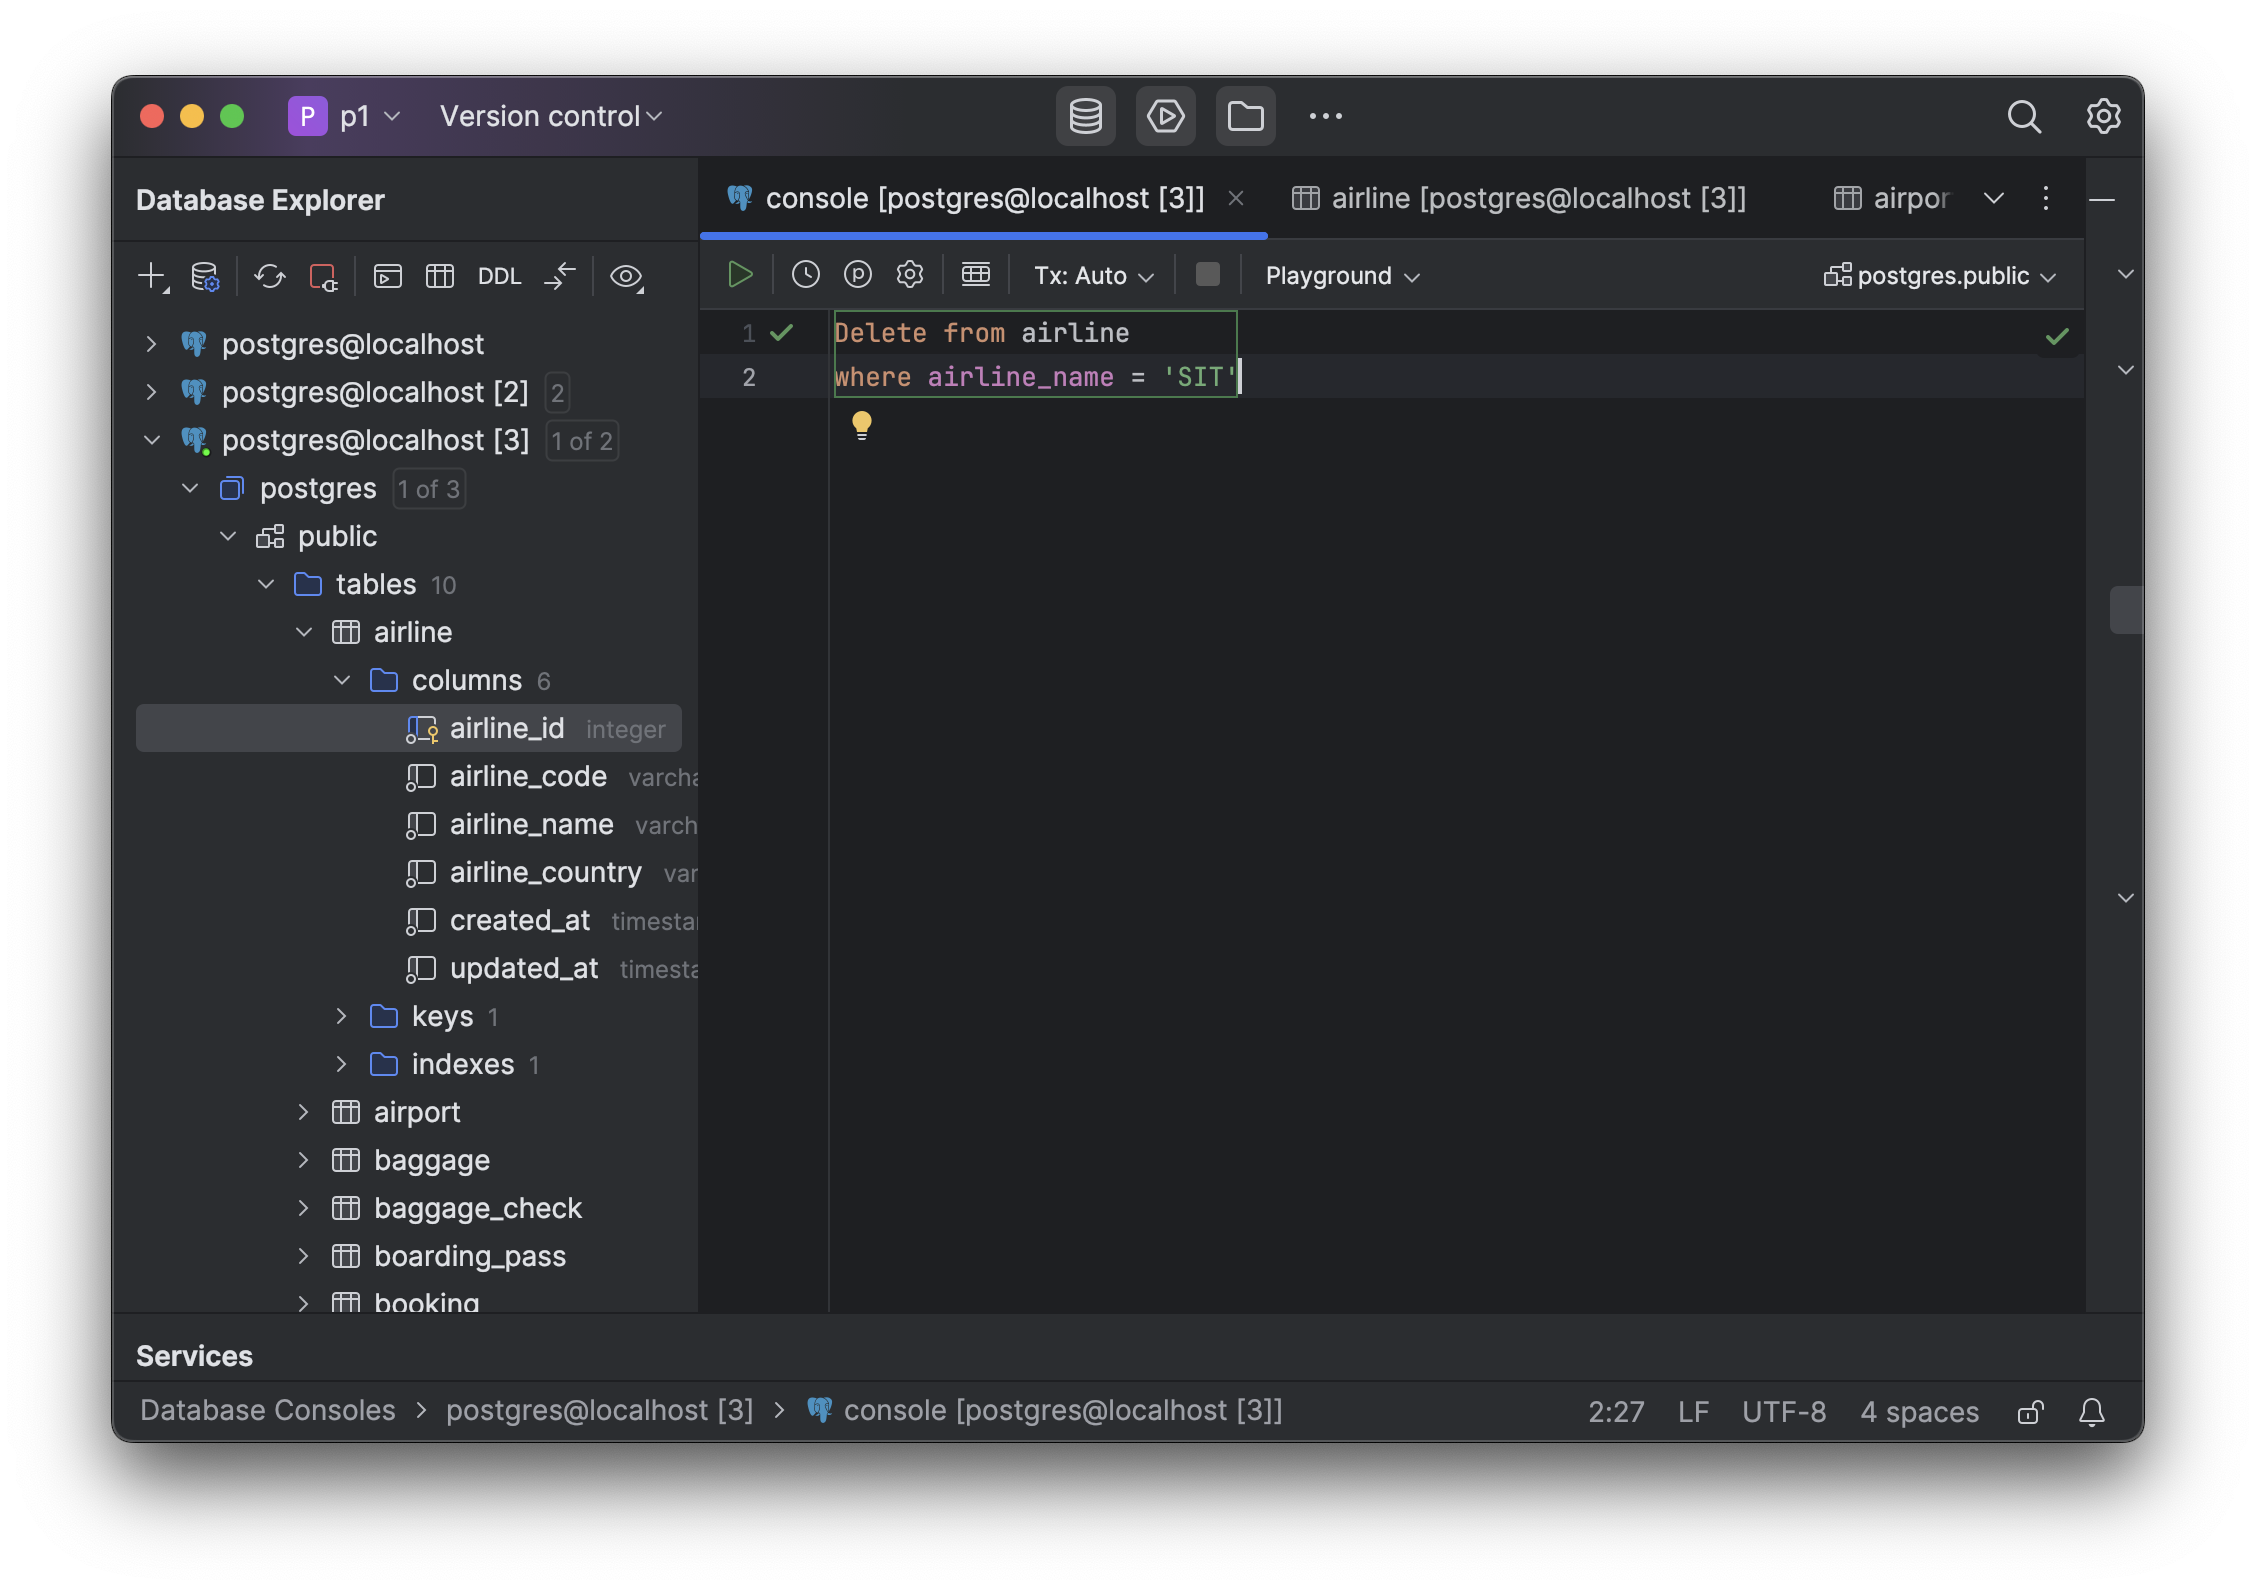 P p1 Version control
Database Explorer
console [postgres@localhost [3]]
airline [postgres@localhost [3]]
airpor
DDL
Tx: Auto
Playground
postgres.public
postgres@localhost
postgres@localhost [2] 2
postgres@localhost [3] 1 of 2
postgres 1 of 3
public
tables 10
airline
columns 6
airline_id integer
airline_code varcha
airline_name varch
airline_country var
created_at timestar
updated_at timesta
keys 1
indexes 1
airport
baggage
baggage_check
boarding_pass
booking
1 Delete from airline
2 where airline_name = 'SIT'
Services
Database Consoles > postgres@localhost [3] > console [postgres@localhost [3]]
2:27 LF UTF-8 4 spaces